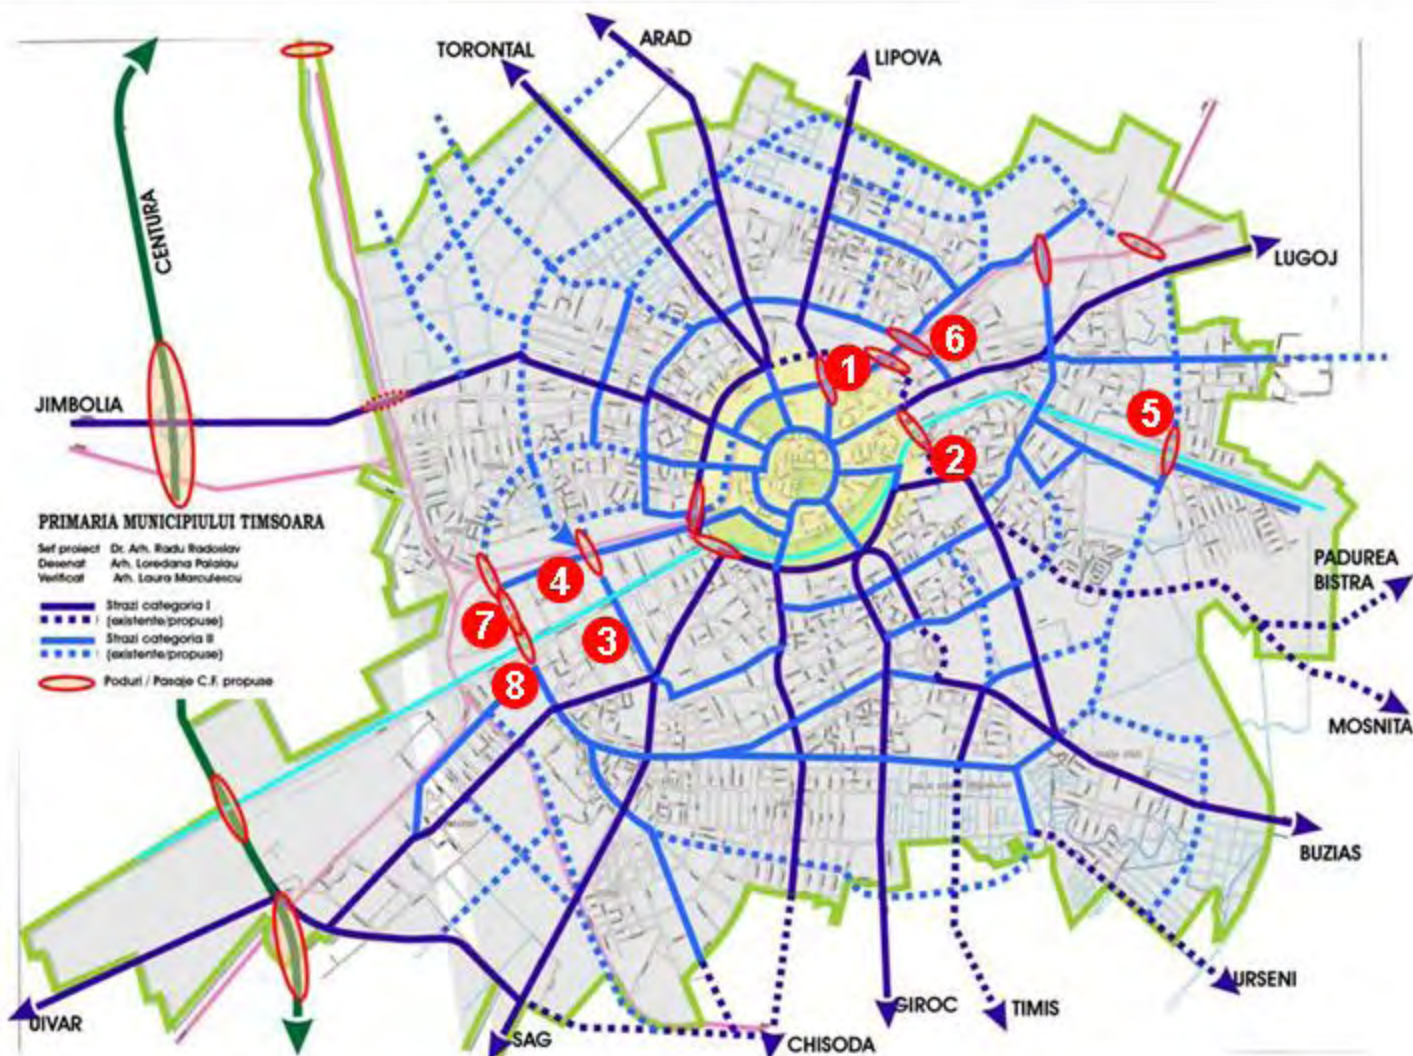 ARAD
TORONTAL
LIPOVA
CENTURA
LUGOJ
6
1
JIMBOLIA
5
2
PRIMARIA MUNICIPIULUI TIMSOARA
Sef proiect Dr. Arh. Radu Radoslav
Desenat Arh. Loredana Palalau
Verificat Arh. Laura Marculescu
Strazi categoria I
(existente/propuse)
Strazi categoria II
(existente/propuse)
Poduri / Pasaje C.F. propuse
4
7
3
8
PADUREA
BISTRA
MOSNITA
BUZIAS
URSENI
UIVAR
SAG
CHISODA
GIROC
TIMIS